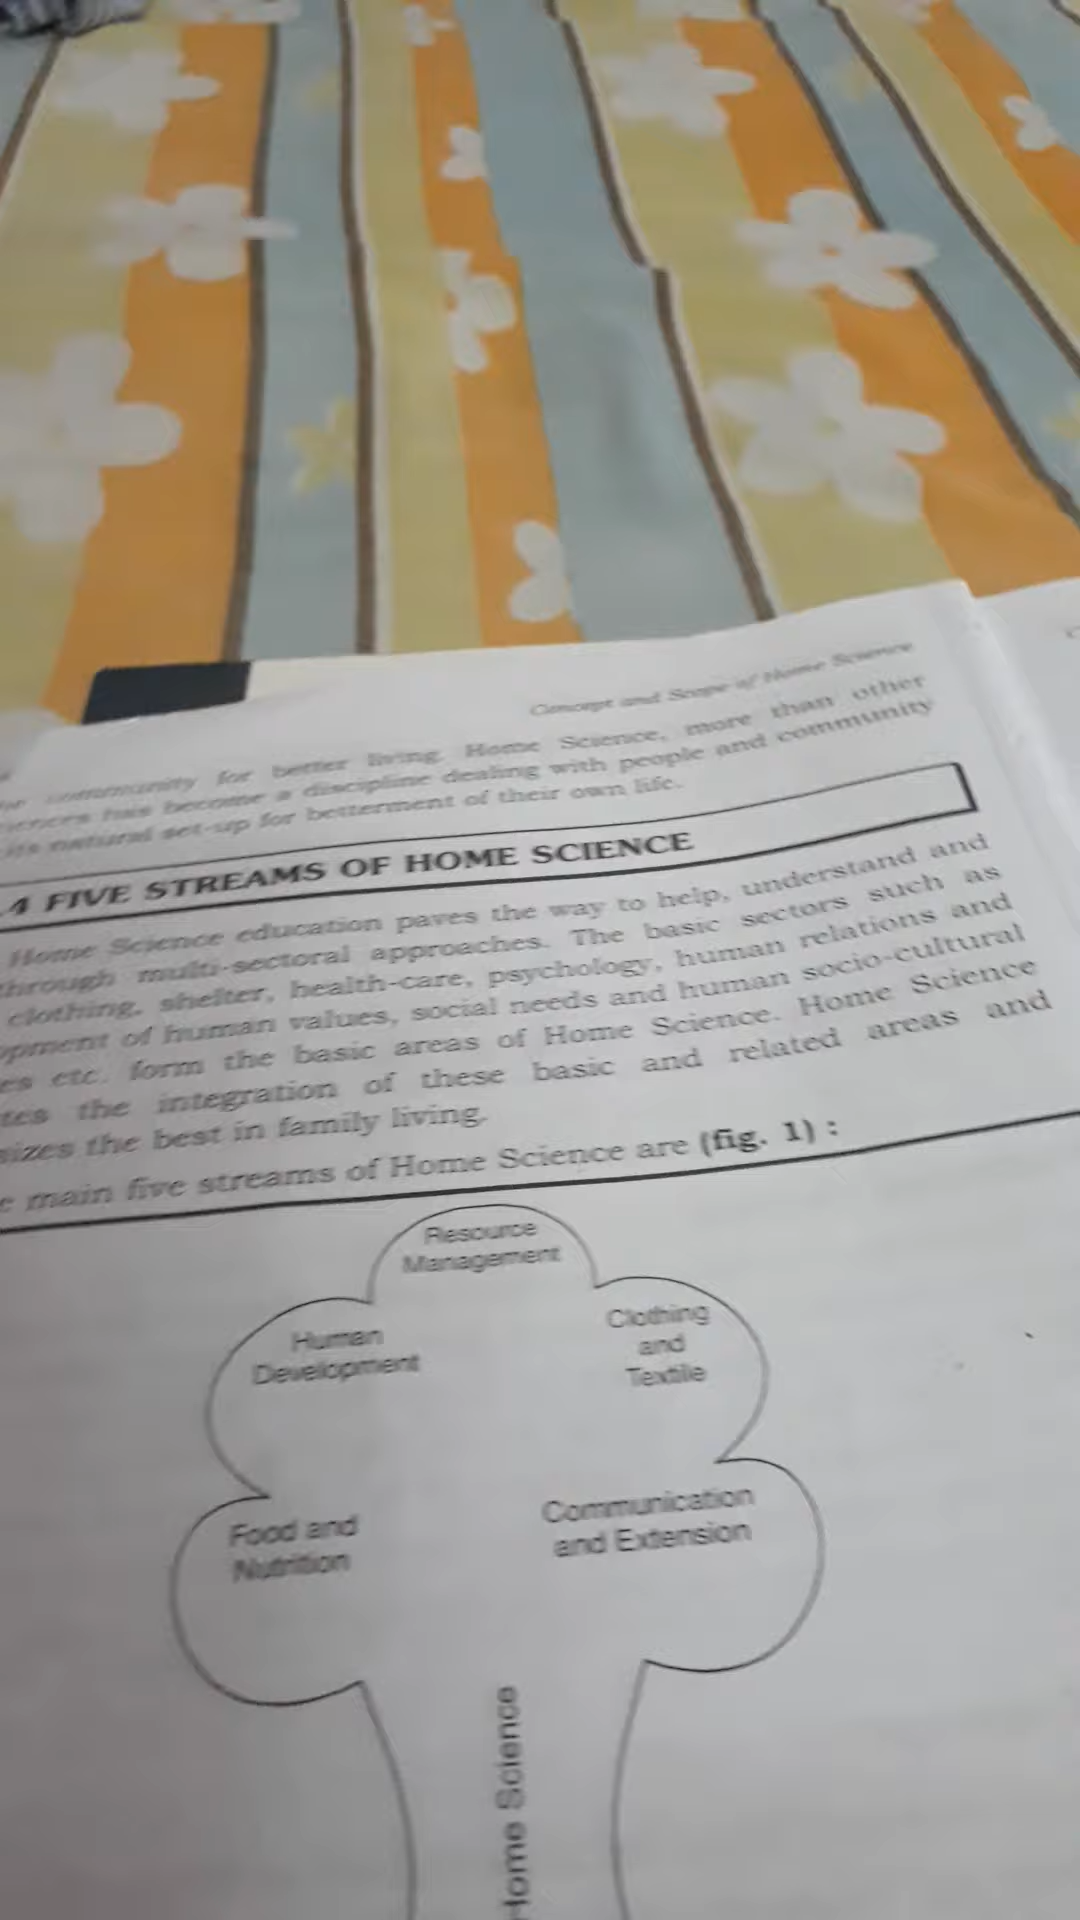 Concept and Scope of Home Science
community for better living. Home Science, more than other
has become a discipline dealing with people and community
its natural set-up for betterment of their own life.
.4 FIVE STREAMS OF HOME SCIENCE
Home Science education paves the way to help, understand and
through multi-sectoral approaches. The basic sectors such as
clothing, shelter, health-care, psychology, human relations and
opment of human values, social needs and human socio-cultural
es etc. form the basic areas of Home Science. Home Science
tes the integration of these basic and related areas and
sizes the best in family living.
e main five streams of Home Science are (fig. 1) :
Resource
Management
Human
Development
Clothing
and
Textile
Food and
Nutrition
Communication
and Extension
Home Science